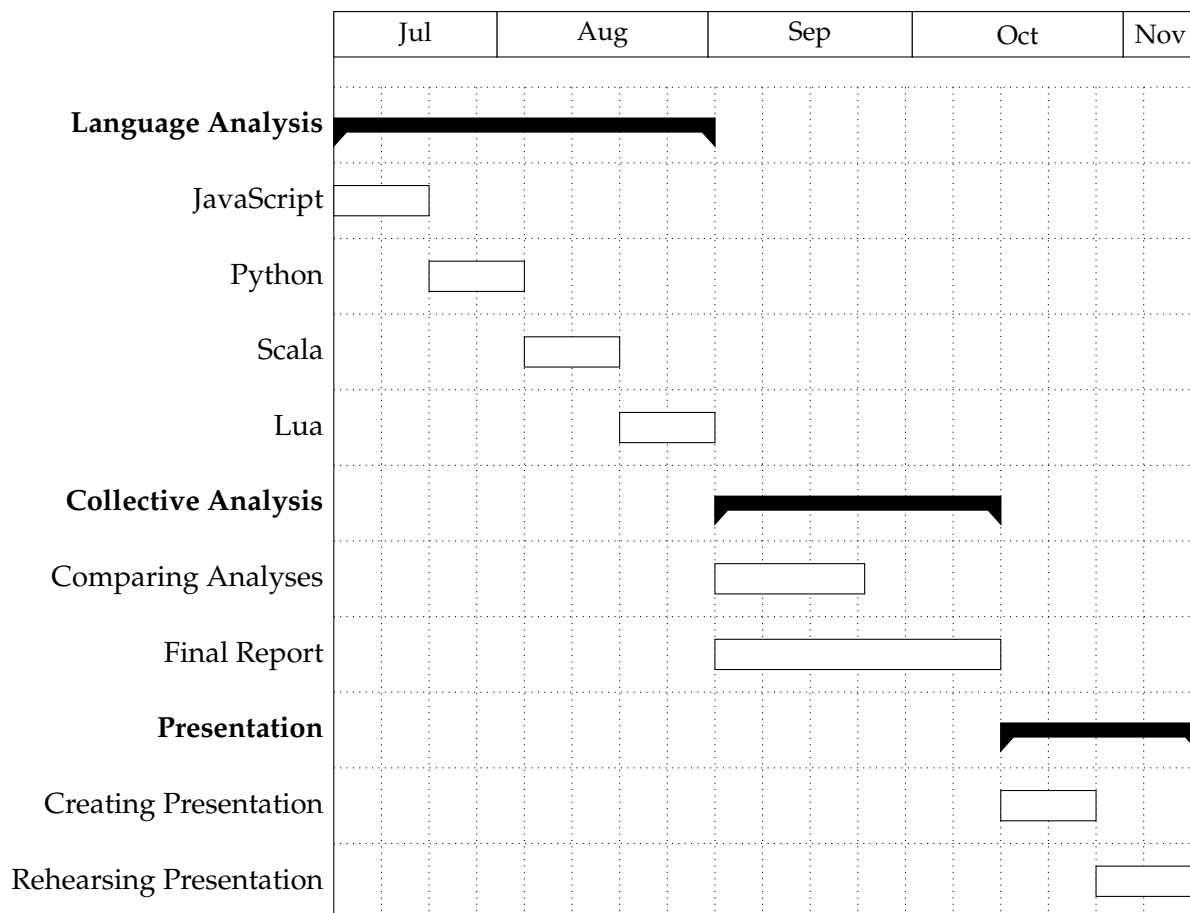 Jul Aug Sep Oct Nov
Language Analysis
JavaScript
Python
Scala
Lua
Collective Analysis
Comparing Analyses
Final Report
Presentation
Creating Presentation
Rehearsing Presentation